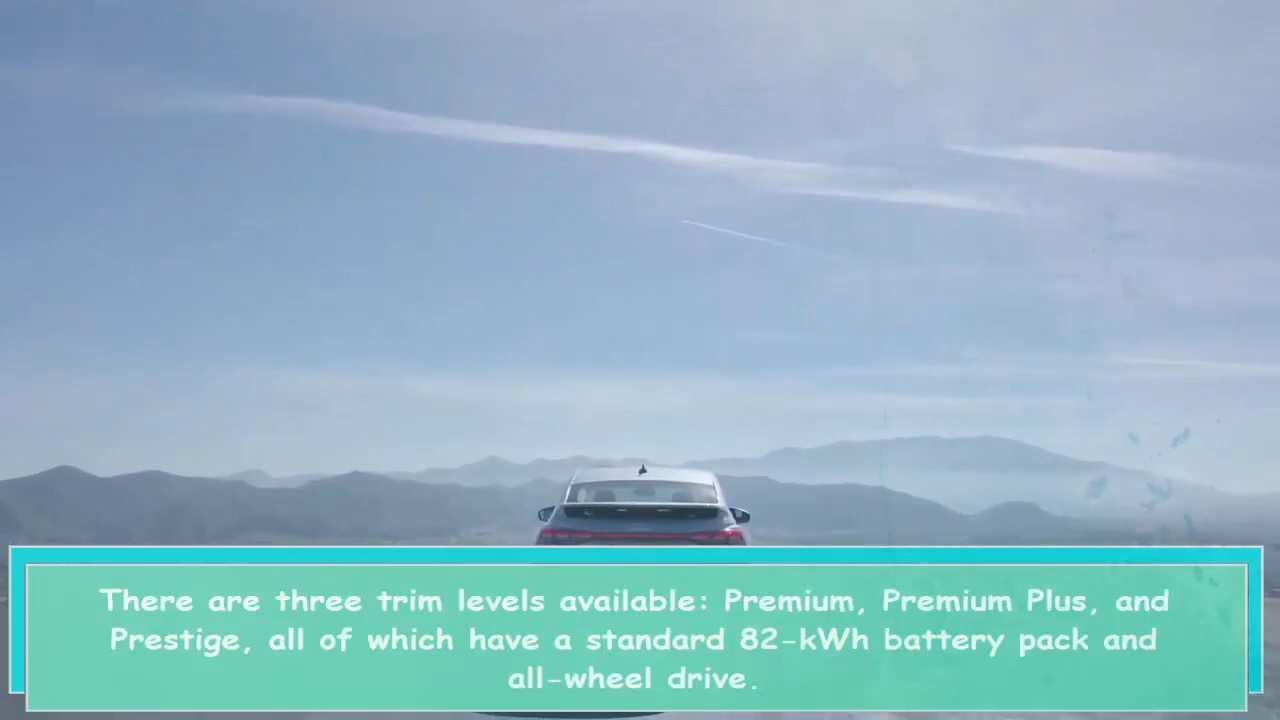 There are three trim levels available: Premium, Premium Plus, and
Prestige, all of which have a standard 82-kWh battery pack and
all-wheel drive.